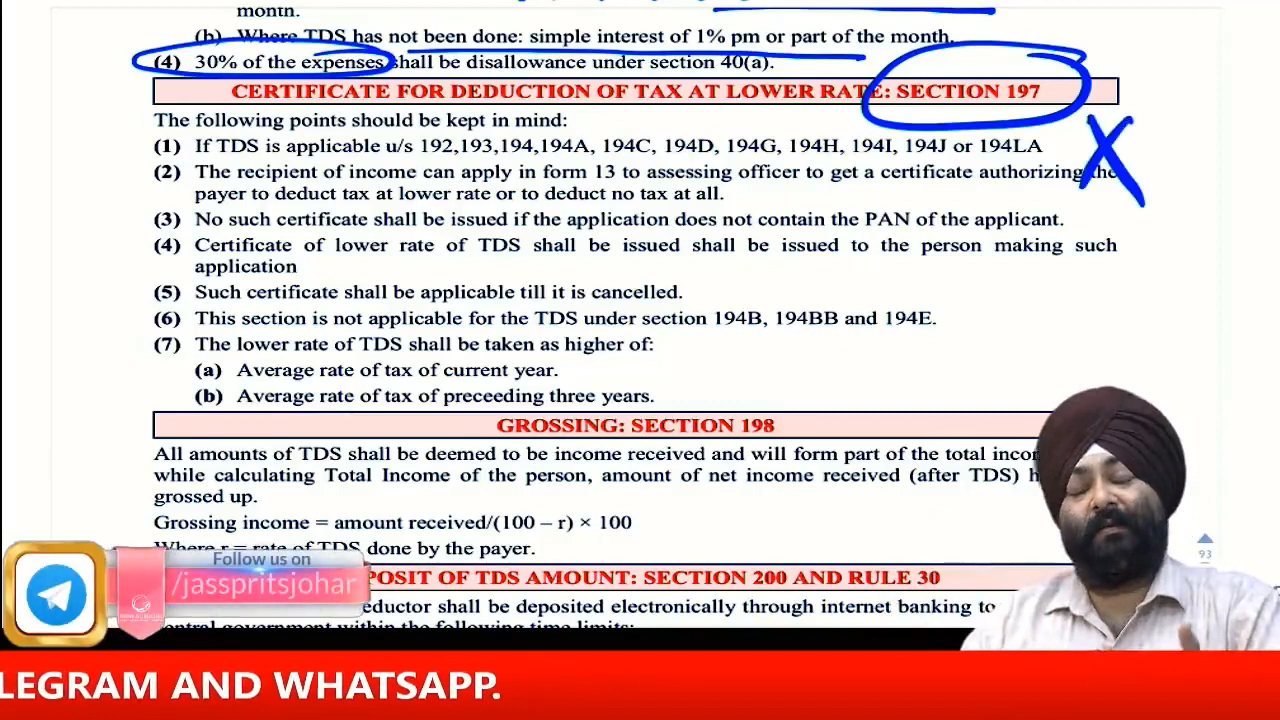 month.
(b) Where TDS has not been done: simple interest of 1% pm or part of the month.
(4) 30% of the expenses shall be disallowance under section 40(a).
CERTIFICATE FOR DEDUCTION OF TAX AT LOWER RATE: SECTION 197
The following points should be kept in mind:
(1) If TDS is applicable u/s 192,193,194,194A, 194C, 194D, 194G, 194H, 194I, 194J or 194LA
(2) The recipient of income can apply in form 13 to assessing officer to get a certificate authorizing the
payer to deduct tax at lower rate or to deduct no tax at all.
(3) No such certificate shall be issued if the application does not contain the PAN of the applicant.
(4) Certificate of lower rate of TDS shall be issued shall be issued to the person making such
application
(5) Such certificate shall be applicable till it is cancelled.
(6) This section is not applicable for the TDS under section 194B, 194BB and 194E.
(7) The lower rate of TDS shall be taken as higher of:
(a) Average rate of tax of current year.
(b) Average rate of tax of preceeding three years.
GROSSING: SECTION 198
All amounts of TDS shall be deemed to be income received and will form part of the total
while calculating Total Income of the person, amount of net income received (after TDS)
grossed up.
Grossing income = amount received/(100 – r) × 100
Where r = rate of TDS done by the payer.
93
Follow us on
/jasspritsjohar
POSIT OF TDS AMOUNT: SECTION 200 AND RULE 30
eductor shall be deposited electronically through internet banking to
central government within the following time limits:
LEGRAM AND WHATSAPP.